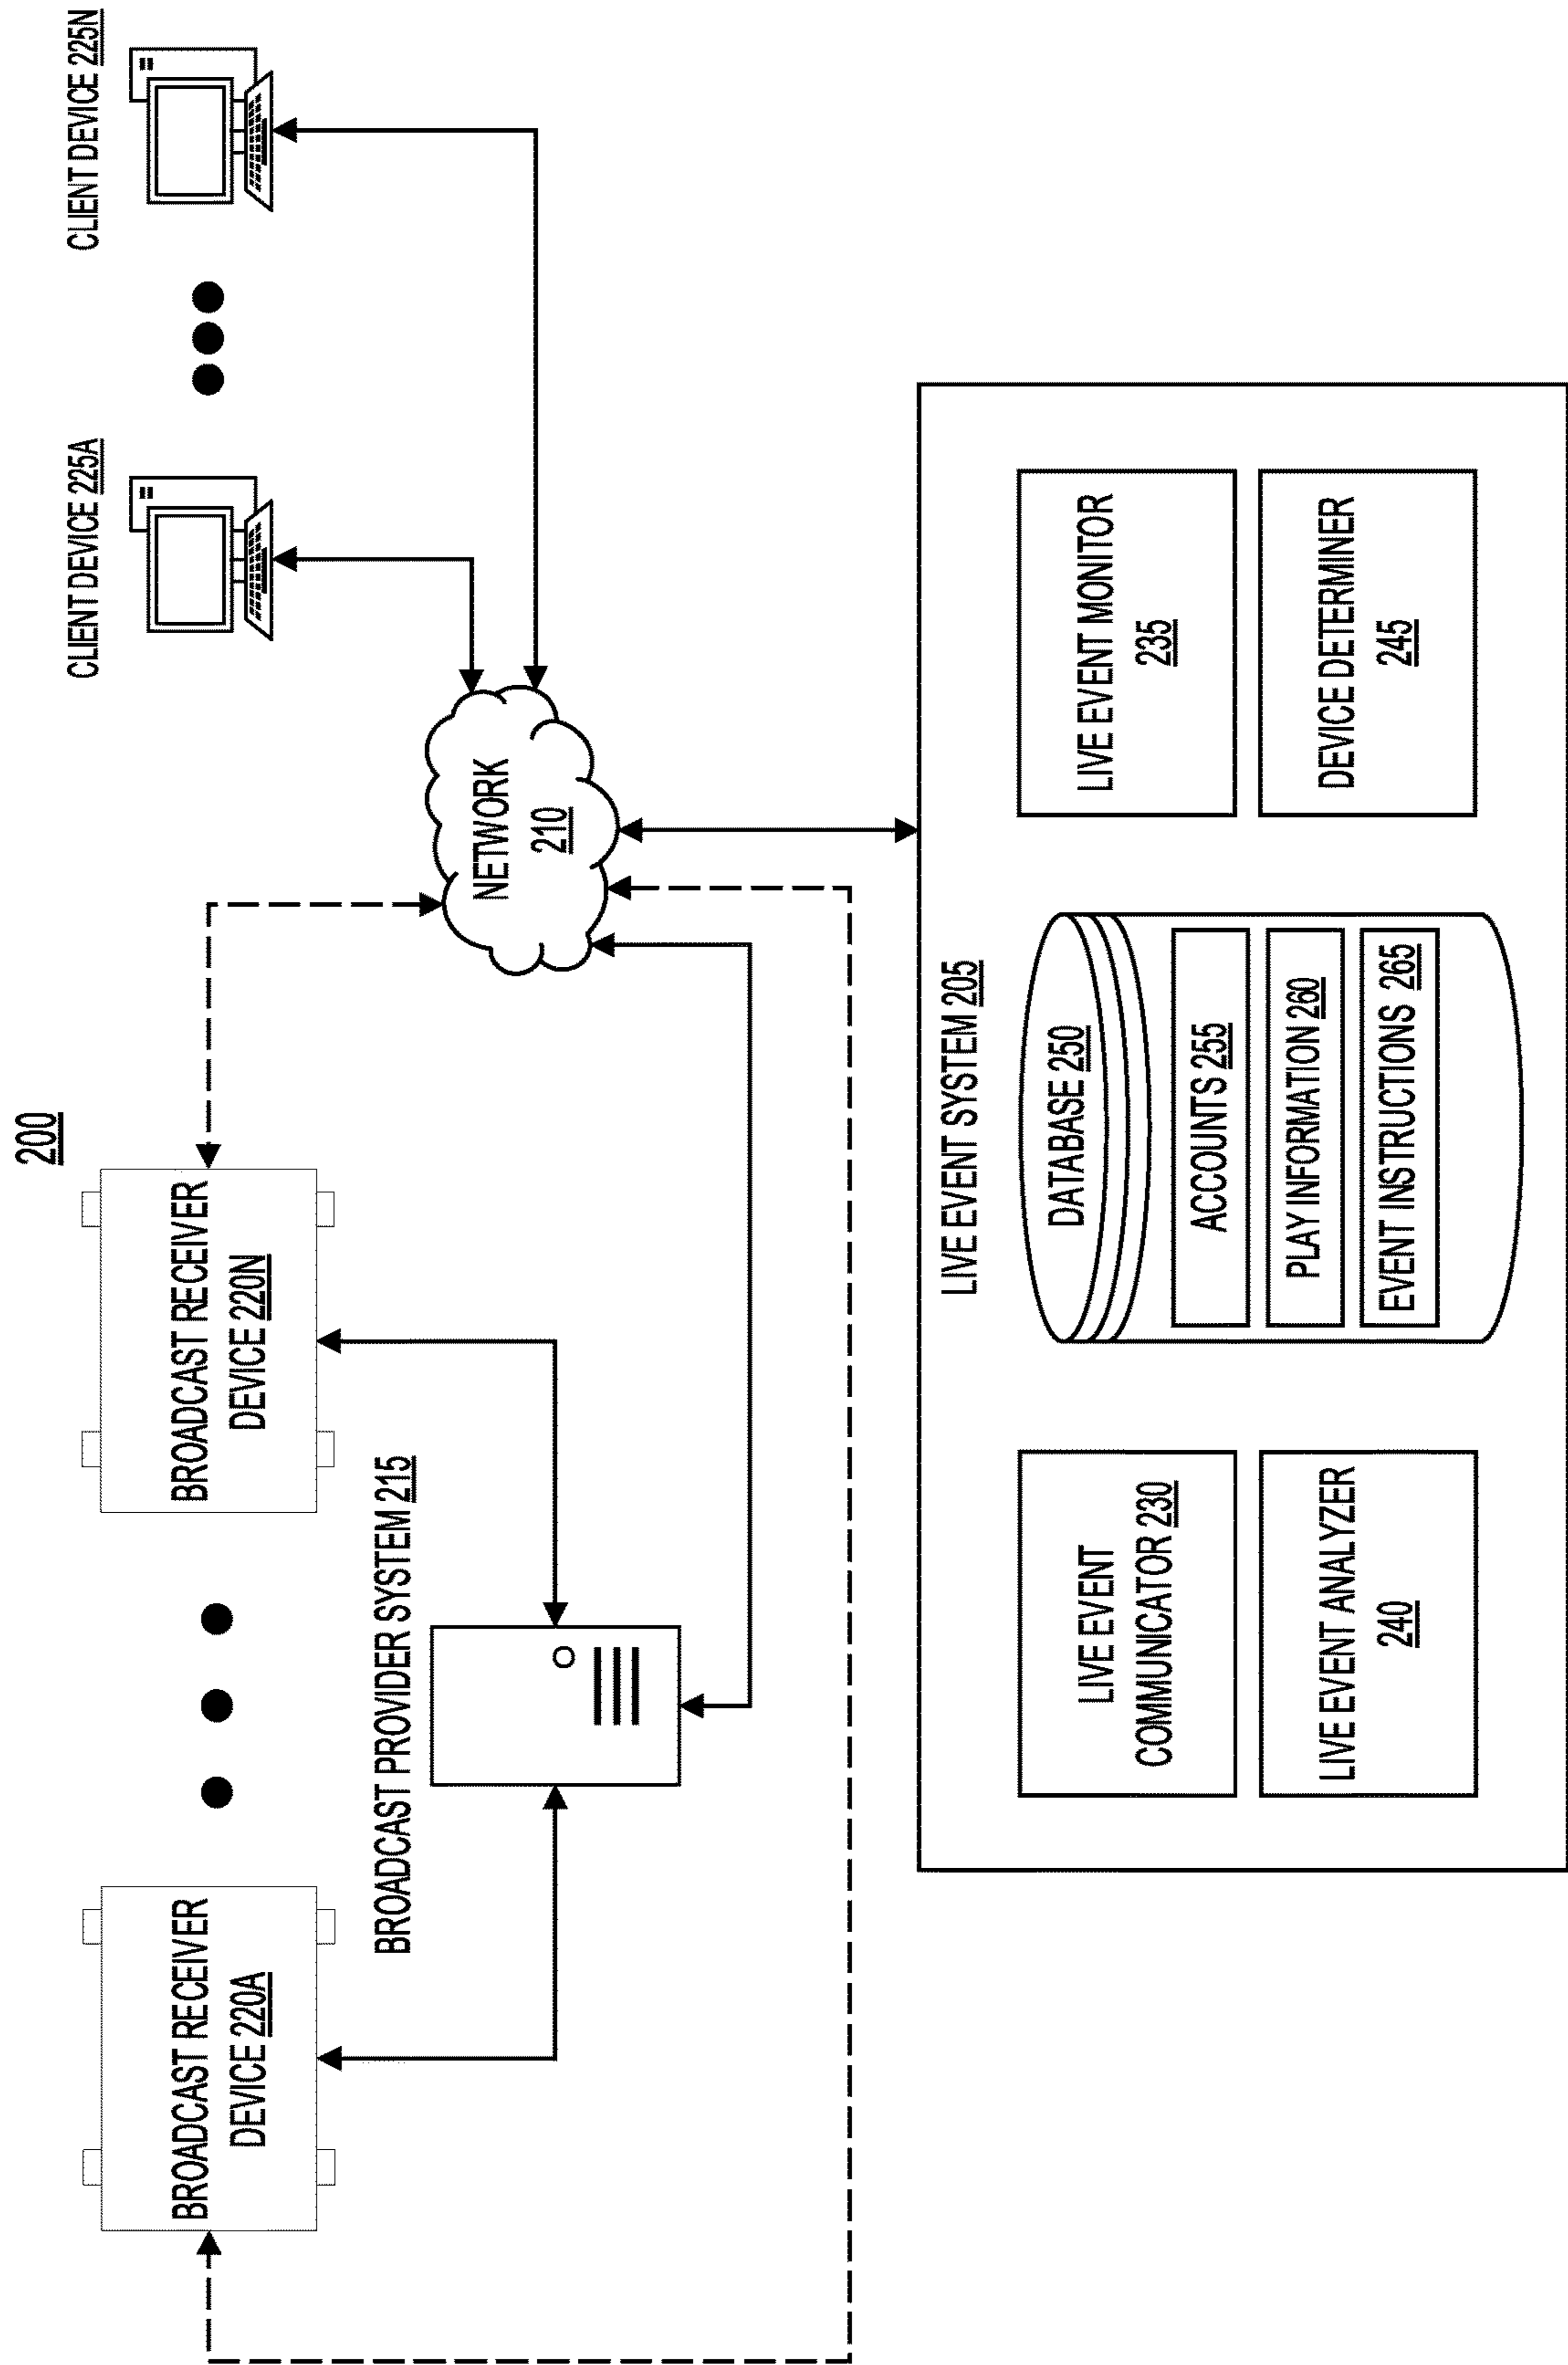 200
BROADCAST RECEIVER
DEVICE 220A
BROADCAST RECEIVER
DEVICE 220N
CLIENT DEVICE 225A
CLIENT DEVICE 225N
BROADCAST PROVIDER SYSTEM 215
NETWORK
210
LIVE EVENT SYSTEM 205
LIVE EVENT
COMMUNICATOR 230
LIVE EVENT ANALYZER
240
DATABASE 250
ACCOUNTS 255
PLAY INFORMATION 260
EVENT INSTRUCTIONS 265
LIVE EVENT MONITOR
235
DEVICE DETERMINER
245